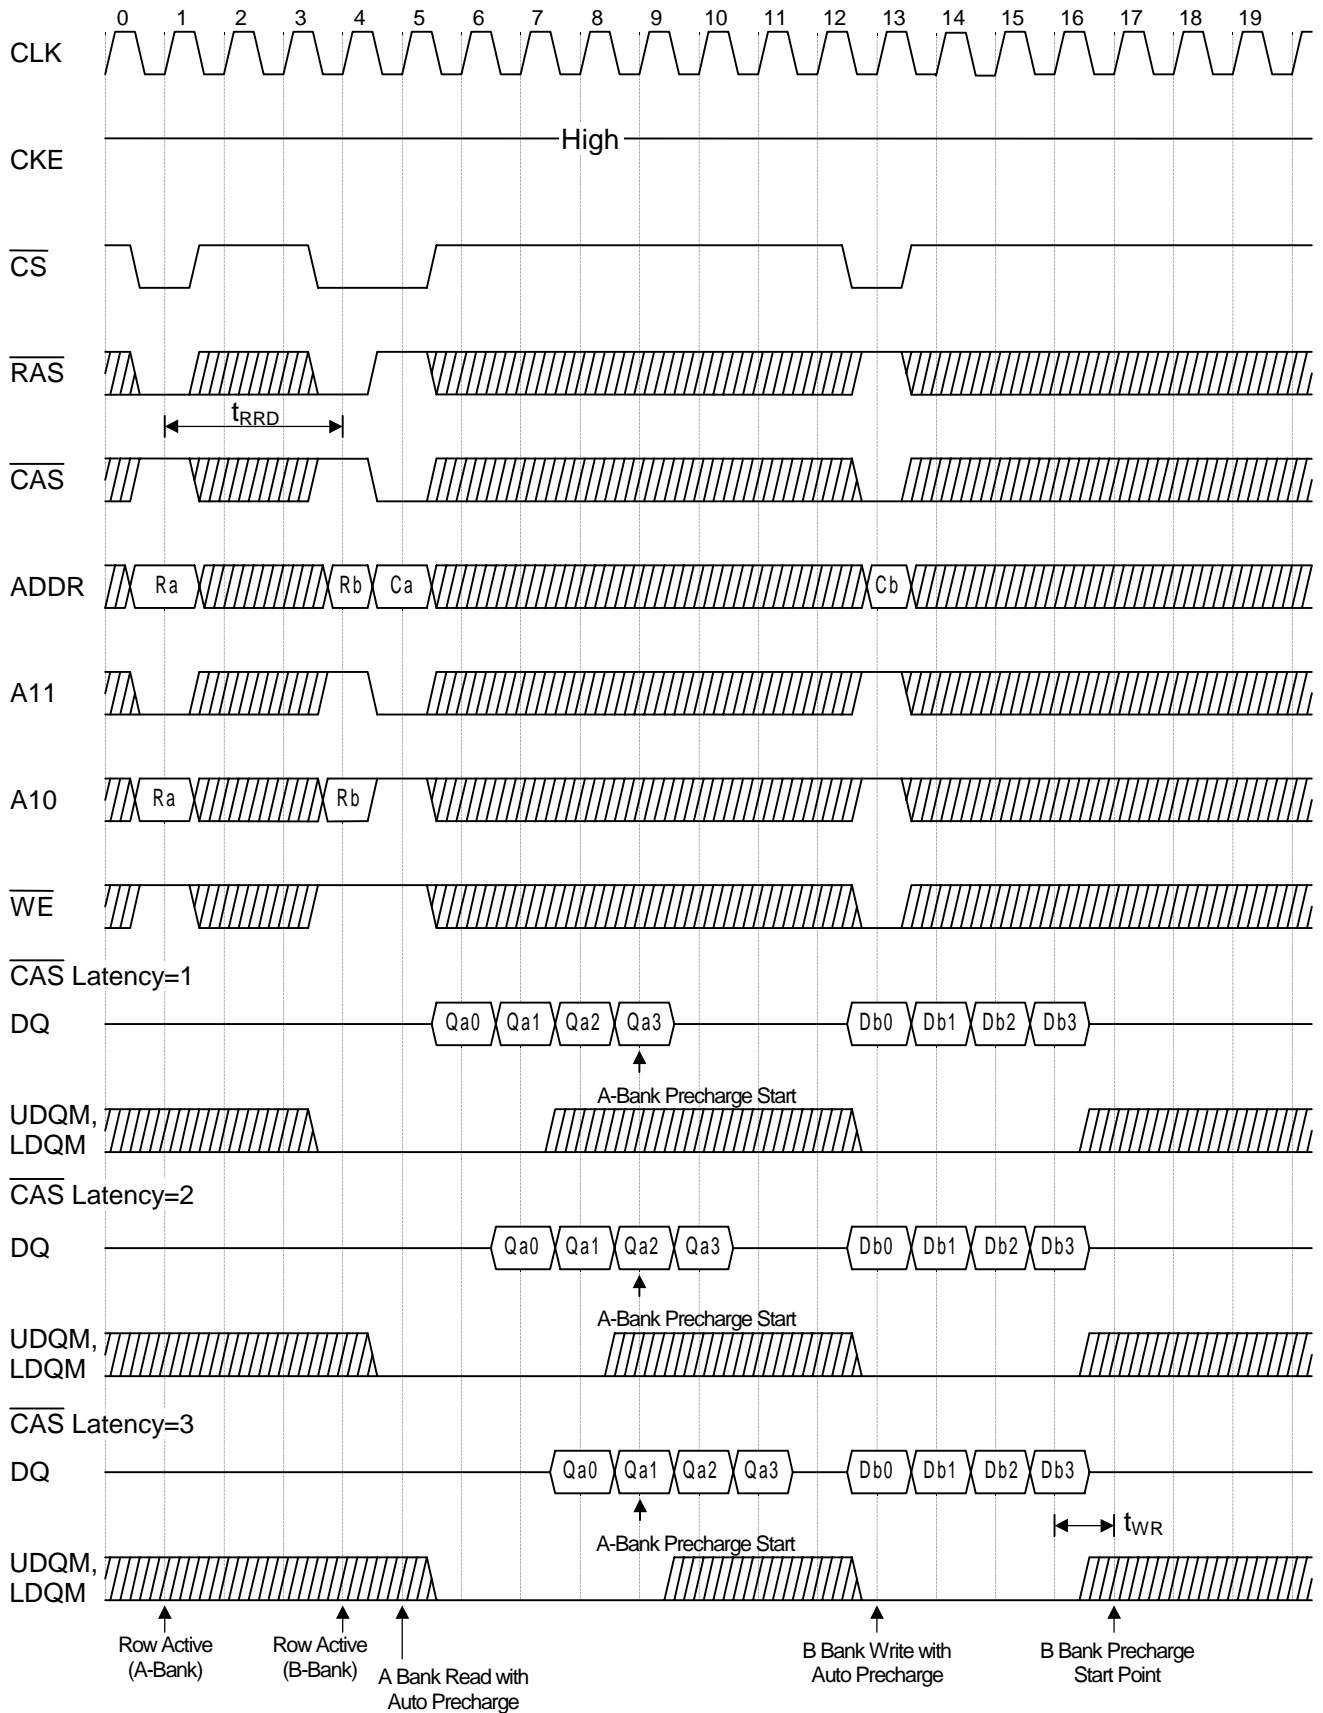 0 1 2 3 4 5 6 7 8 9 10 11 12 13 14 15 16 17 18 19
CLK
High
CKE
CS
RAS
tRRD
CAS
ADDR Ra Rb Ca Cb
A11
A10 Ra Rb
WE
CAS Latency=1
DQ Qa0 Qa1 Qa2 Qa3 Db0 Db1 Db2 Db3
A-Bank Precharge Start
UDQM,
LDQM
CAS Latency=2
DQ Qa0 Qa1 Qa2 Qa3 Db0 Db1 Db2 Db3
A-Bank Precharge Start
UDQM,
LDQM
CAS Latency=3
DQ Qa0 Qa1 Qa2 Qa3 Db0 Db1 Db2 Db3
tWR
A-Bank Precharge Start
UDQM,
LDQM
Row Active
(A-Bank)
Row Active
(B-Bank)
A Bank Read with
Auto Precharge
B Bank Write with
Auto Precharge
B Bank Precharge
Start Point